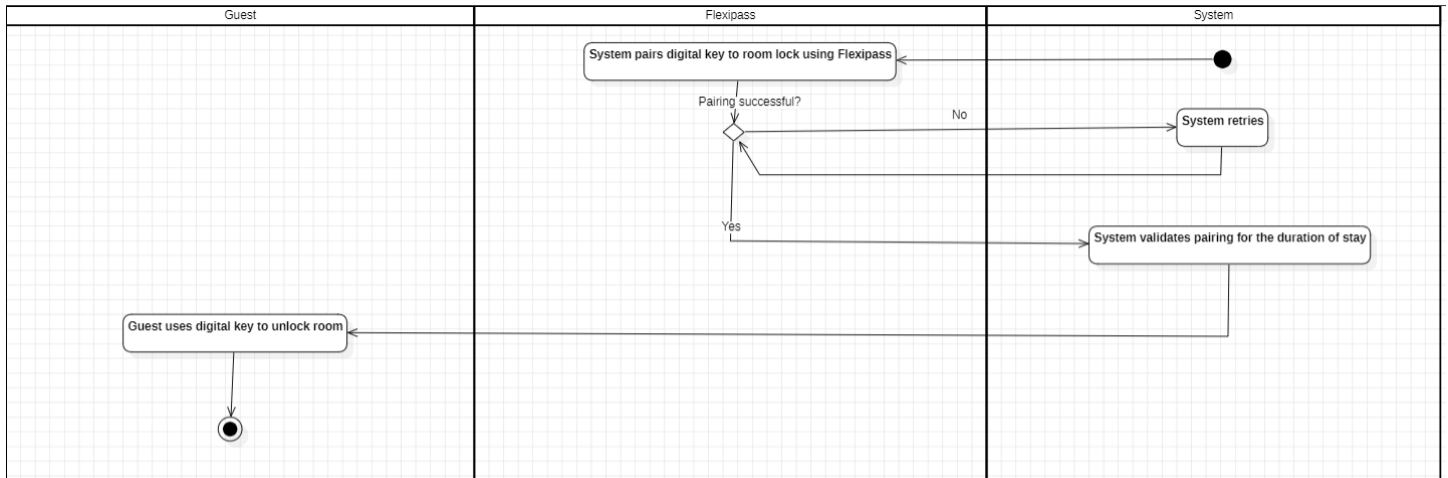 Guest
Flexipass
System
System pairs digital key to room lock using Flexipass
Pairing successful?
No
System retries
Yes
System validates pairing for the duration of stay
Guest uses digital key to unlock room